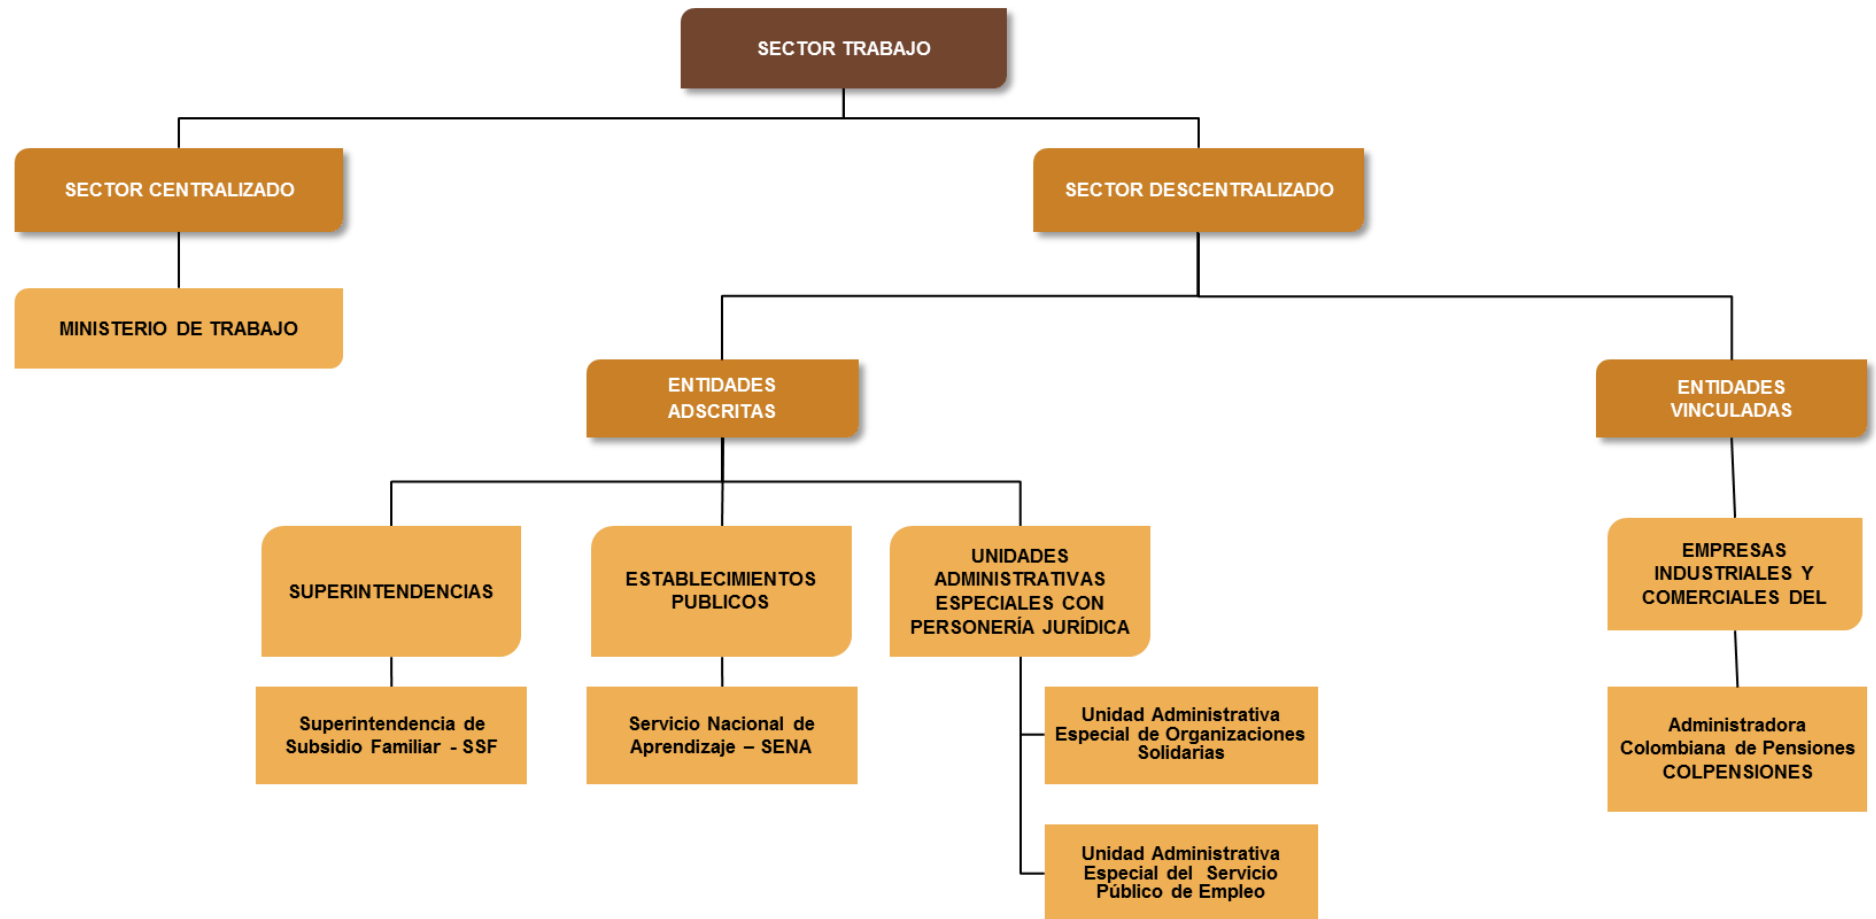 SECTOR TRABAJO
SECTOR CENTRALIZADO
SECTOR DESCENTRALIZADO
MINISTERIO DE TRABAJO
ENTIDADES
ADSCRITAS
ENTIDADES
VINCULADAS
SUPERINTENDENCIAS
ESTABLECIMIENTOS
PUBLICOS
UNIDADES
ADMINISTRATIVAS
ESPECIALES CON
PERSONERÍA JURÍDICA
EMPRESAS
INDUSTRIALES Y
COMERCIALES DEL
Superintendencia de
Subsidio Familiar - SSF
Servicio Nacional de
Aprendizaje – SENA
Unidad Administrativa
Especial de Organizaciones
Solidarias
Administradora
Colombiana de Pensiones
COLPENSIONES
Unidad Administrativa
Especial del Servicio
Público de Empleo